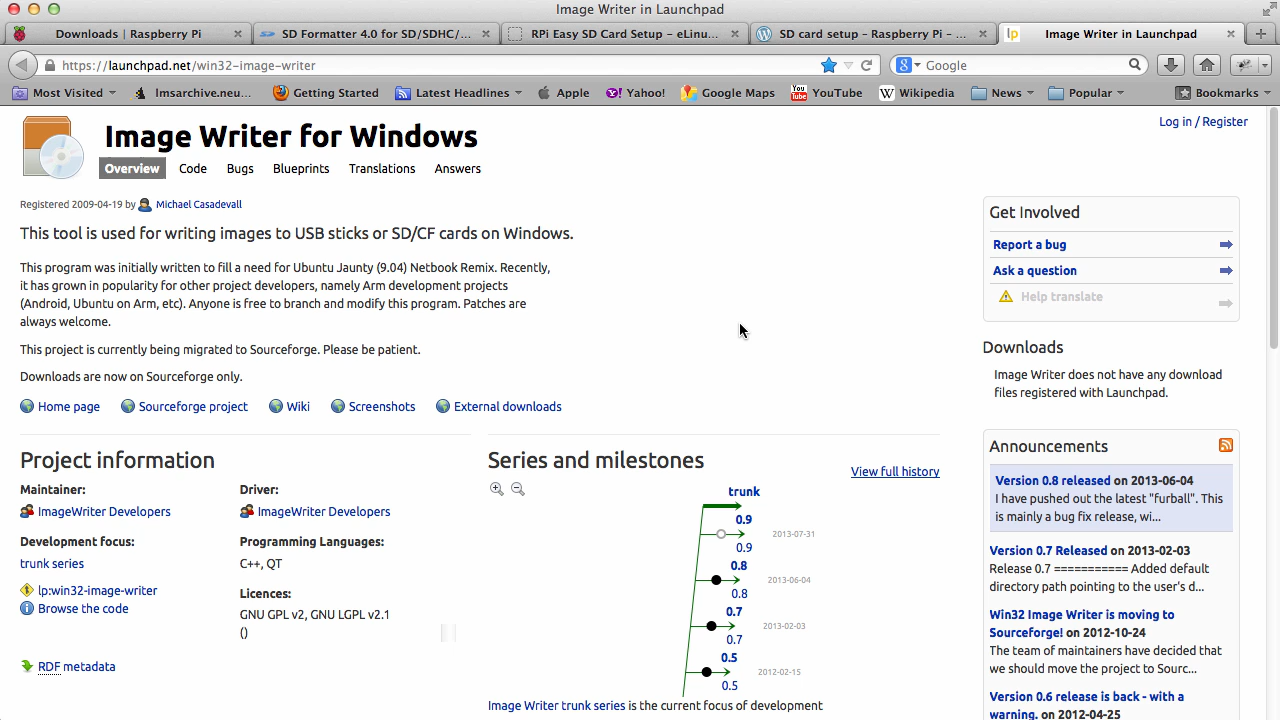 Image Writer in Launchpad
Downloads | Raspberry Pi
SD Formatter 4.0 for SD/SDHC/...
RPi Easy SD Card Setup - eLinu...
SD card setup - Raspberry Pi - ...
lp Image Writer in Launchpad
https://launchpad.net/win32-image-writer
Google
Most Visited
lmsarchive.neu...
Getting Started
Latest Headlines
Apple
Yahoo!
Google Maps
YouTube
Wikipedia
News
Popular
Bookmarks
Log in / Register
Image Writer for Windows
Overview Code Bugs Blueprints Translations Answers
Registered 2009-04-19 by Michael Casadevall
This tool is used for writing images to USB sticks or SD/CF cards on Windows.
This program was initially written to fill a need for Ubuntu Jaunty (9.04) Netbook Remix. Recently,
it has grown in popularity for other project developers, namely Arm development projects
(Android, Ubuntu on Arm, etc). Anyone is free to branch and modify this program. Patches are
always welcome.
This project is currently being migrated to Sourceforge. Please be patient.
Downloads are now on Sourceforge only.
Home page Sourceforge project Wiki Screenshots External downloads
Project information
Maintainer:
ImageWriter Developers
Driver:
ImageWriter Developers
Development focus:
trunk series
Programming Languages:
C++, QT
lp:win32-image-writer
Browse the code
Licences:
GNU GPL v2, GNU LGPL v2.1
()
RDF metadata
Series and milestones
View full history
trunk
0.9
0.9 2013-07-31
0.8
0.8 2013-06-04
0.7
0.7 2013-02-03
0.5
0.5 2012-02-15
Image Writer trunk series is the current focus of development
Get Involved
Report a bug
Ask a question
Help translate
Downloads
Image Writer does not have any download
files registered with Launchpad.
Announcements
Version 0.8 released on 2013-06-04
I have pushed out the latest "furball". This
is mainly a bug fix release, wi...
Version 0.7 Released on 2013-02-03
Release 0.7 =========== Added default
directory path pointing to the user's d...
Win32 Image Writer is moving to
Sourceforge! on 2012-10-24
The team of maintainers have decided that
we should move the project to Sourc...
Version 0.6 release is back - with a
warning. on 2012-04-25